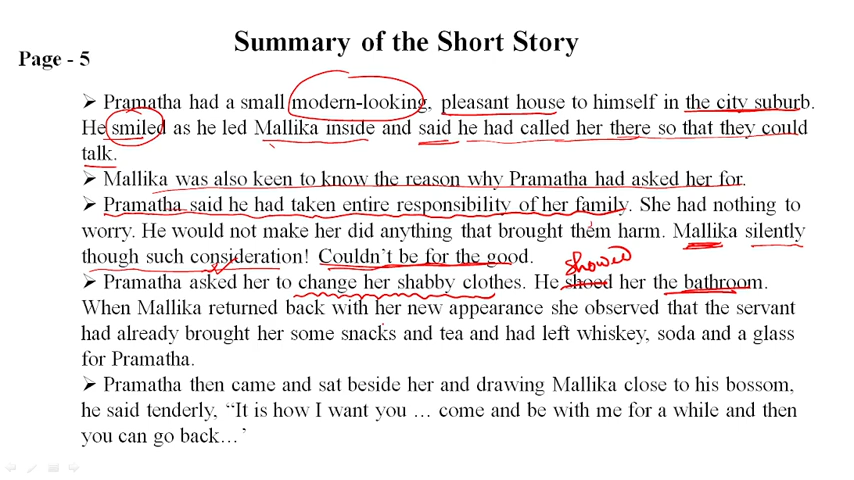 Summary of the Short Story
Page - 5
➤ Pramatha had a small modern-looking, pleasant house to himself in the city suburb.
He smiled as he led Mallika inside and said he had called her there so that they could
talk.
➤ Mallika was also keen to know the reason why Pramatha had asked her for.
➤ Pramatha said he had taken entire responsibility of her family. She had nothing to
worry. He would not make her did anything that brought them harm. Mallika silently
though such consideration! Couldn't be for the good.
showed
➤ Pramatha asked her to change her shabby clothes. He shoed her the bathroom.
When Mallika returned back with her new appearance she observed that the servant
had already brought her some snacks and tea and had left whiskey, soda and a glass
for Pramatha.
➤ Pramatha then came and sat beside her and drawing Mallika close to his bossom,
he said tenderly, “It is how I want you … come and be with me for a while and then
you can go back…’